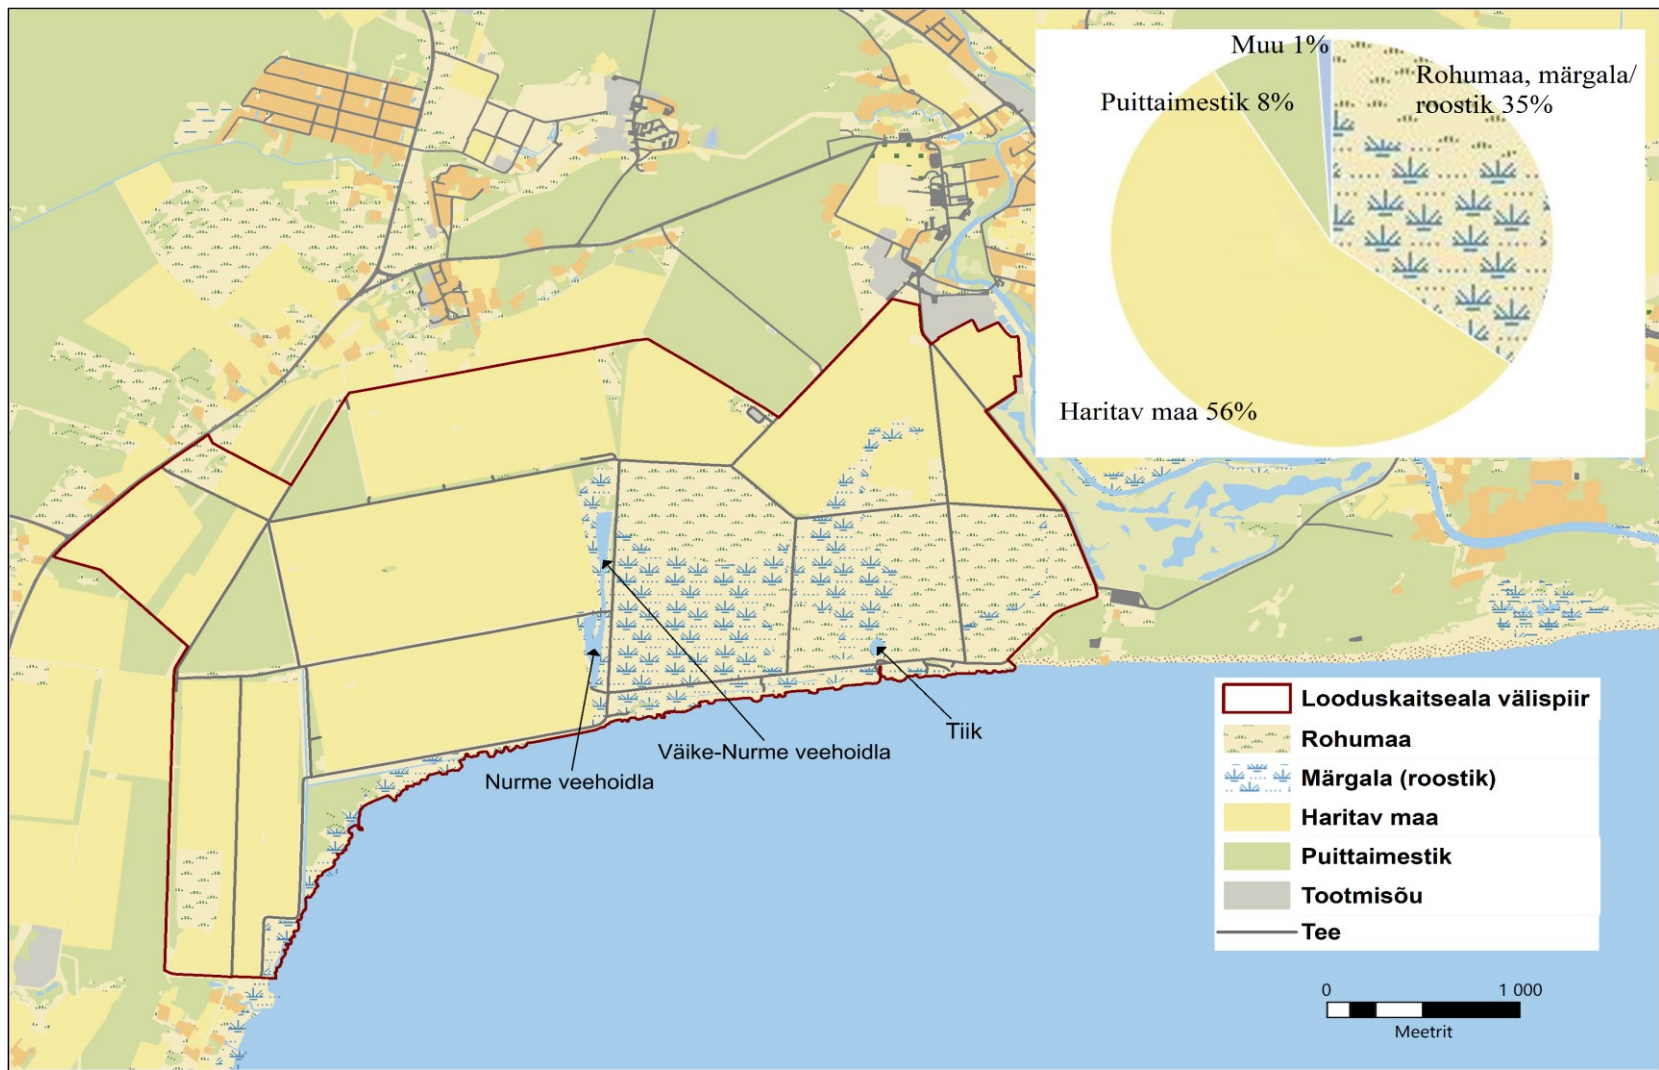 Muu 1%
Rohumaa, märgala/
roostik 35%
Puittaimestik 8%
Haritav maa 56%
Tiik
Väike-Nurme veehoidla
Nurme veehoidla
Looduskaitseala välispiir
Rohumaa
Märgala (roostik)
Haritav maa
Puittaimestik
Tootmisõu
Tee
0 1 000
Meetrit